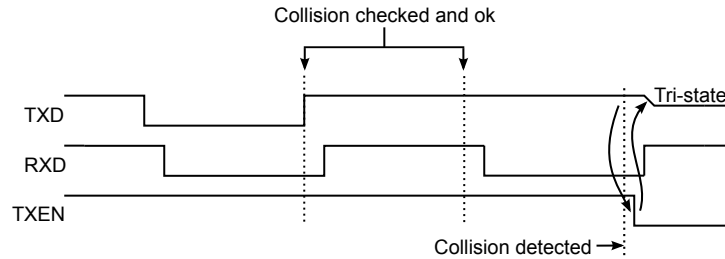 Collision checked and ok
Tri-state
TXD
RXD
TXEN
Collision detected